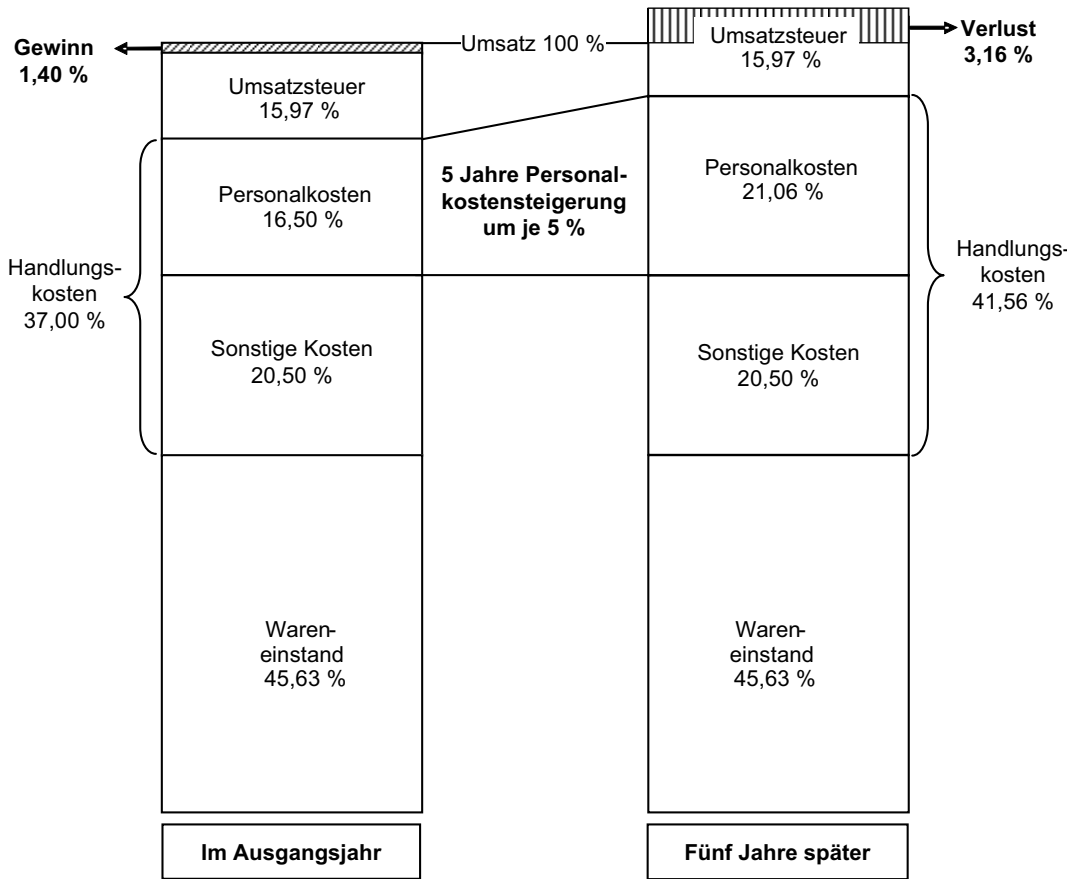 Gewinn
1,40 %
Umsatzsteuer
15,97 %
Personalkosten
16,50 %
Handlungs-
kosten
37,00 %
Sonstige Kosten
20,50 %
Waren-
einstand
45,63 %
Im Ausgangsjahr
Umsatz 100 %
5 Jahre Personal-
kostensteigerung
um je 5 %
Umsatzsteuer
15,97 %
Verlust
3,16 %
Personalkosten
21,06 %
Handlungs-
kosten
41,56 %
Sonstige Kosten
20,50 %
Waren-
einstand
45,63 %
Fünf Jahre später